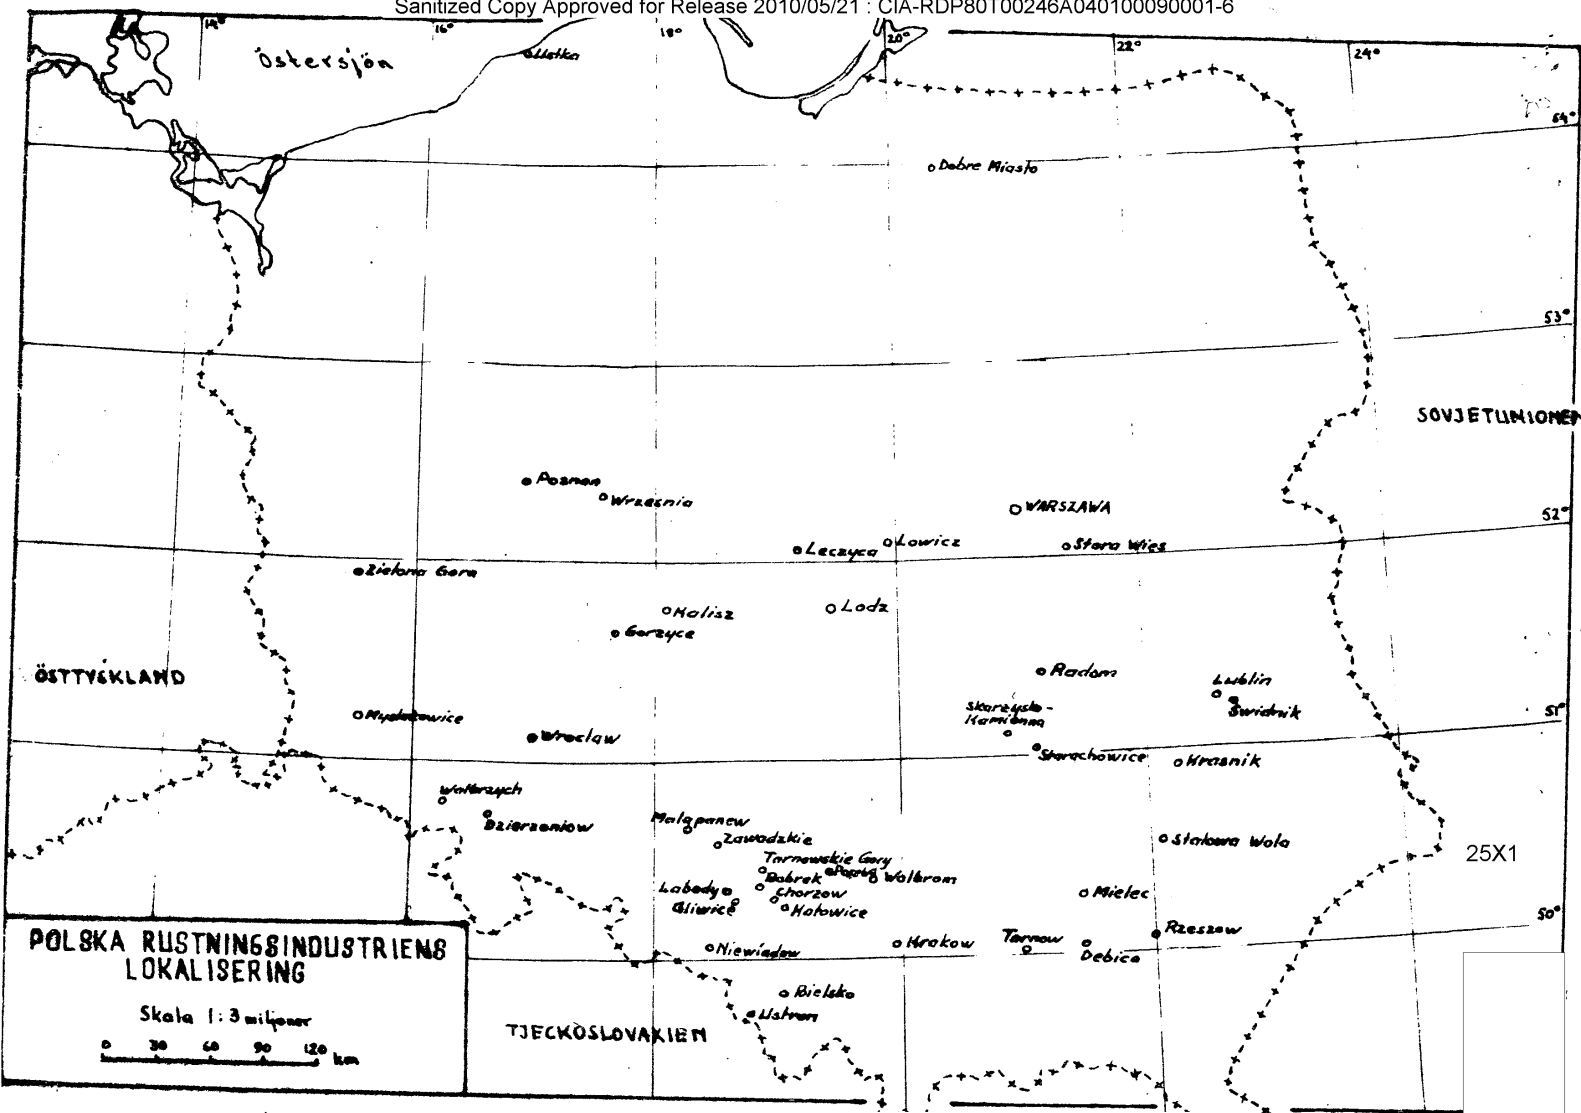 Sanitized Copy Approved for Release 2010/05/21 : CIA-RDP80T00246A040100090001-6
14° 16° 18° 20° 22° 24°
Östersjön
Ustka
54°
Dobre Miasto
53°
SOVJETUNIONEN
Poznan
Wrzesnia
WARSZAWA
52°
Leczyca
Lowicz
Stara Wies
Zielona Gora
Kalisz
Lodz
Gorzyce
ÖSTTYSKLAND
Radom
Lublin
Swidnik
Skarzysko-
Kamienna
51°
Myslakowice
Wroclaw
Starachowice
Krasnik
Walbrzych
Dzierzoniow
Malapanew
Zawadzkie
Stalowa Wola
25X1
Tarnowskie Gory
Bobrek
Wolbrom
Labedy
Chorzow
Gliwice
Katowice
Mielec
50°
Rzeszow
Krakow
Tarnow
Debica
Niewiadow
Bielsko
Ustron
TJECKOSLOVAKIEN
POLSKA RUSTNINGSINDUSTRIENS
LOKALISERING
Skala 1:3 miljoner
0 30 60 90 120 km